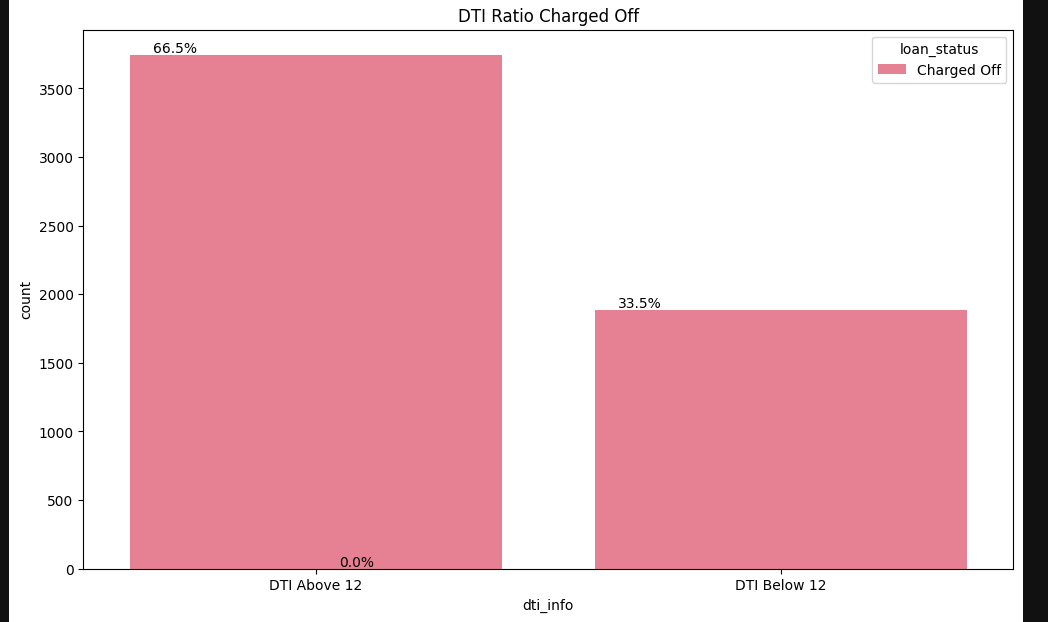 DTI Ratio Charged Off
66.5%
loan_status
Charged Off
33.5%
0.0%
3500
3000
2500
2000
1500
1000
500
0
count
DTI Above 12
DTI Below 12
dti_info